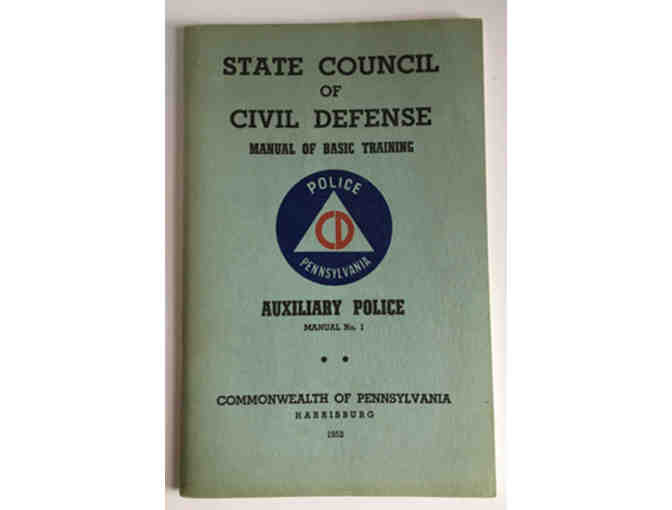 STATE COUNCIL
OF
CIVIL DEFENSE
MANUAL OF BASIC TRAINING
POLICE
CD
PENNSYLVANIA
AUXILIARY POLICE
MANUAL No. 1
COMMONWEALTH OF PENNSYLVANIA
HARRISBURG
1952